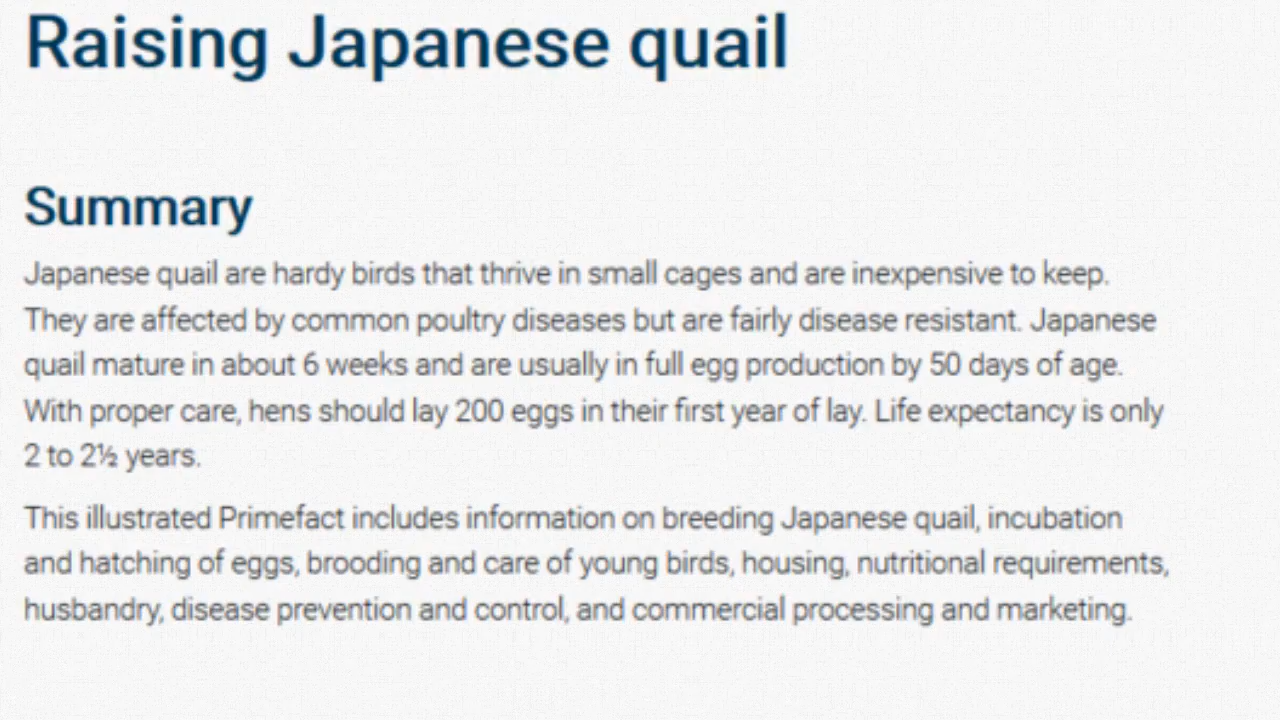 Raising Japanese quail
Summary
Japanese quail are hardy birds that thrive in small cages and are inexpensive to keep.
They are affected by common poultry diseases but are fairly disease resistant. Japanese
quail mature in about 6 weeks and are usually in full egg production by 50 days of age.
With proper care, hens should lay 200 eggs in their first year of lay. Life expectancy is only
2 to 2½ years.
This illustrated Primefact includes information on breeding Japanese quail, incubation
and hatching of eggs, brooding and care of young birds, housing, nutritional requirements,
husbandry, disease prevention and control, and commercial processing and marketing.